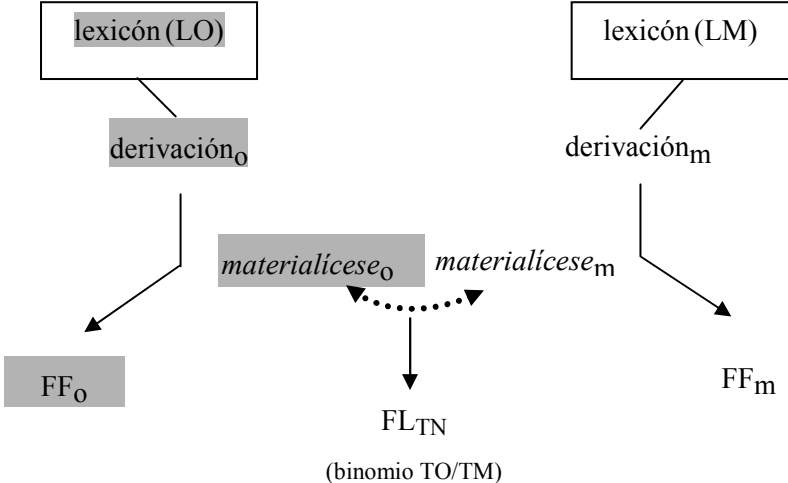 lexicón (LO) lexicón (LM)
derivacióno derivaciónm
materialíceseo materialícesem
FFo FFm
FLTN
(binomio TO/TM)